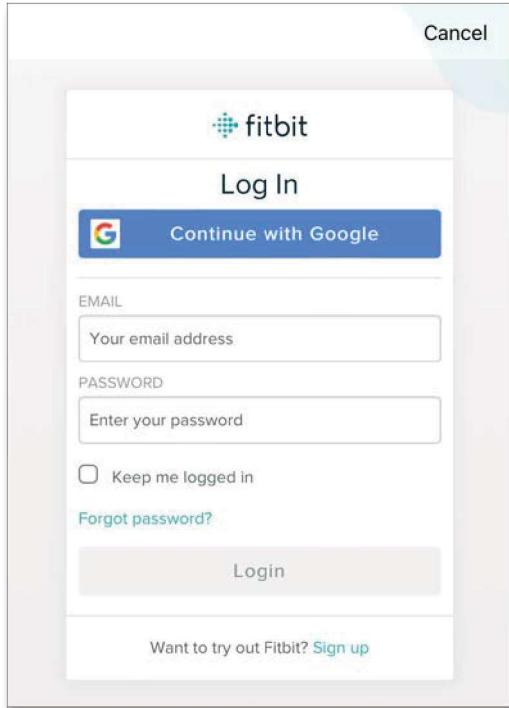 Cancel
fitbit
Log In
Continue with Google
EMAIL
Your email address
PASSWORD
Enter your password
Keep me logged in
Forgot password?
Login
Want to try out Fitbit? Sign up